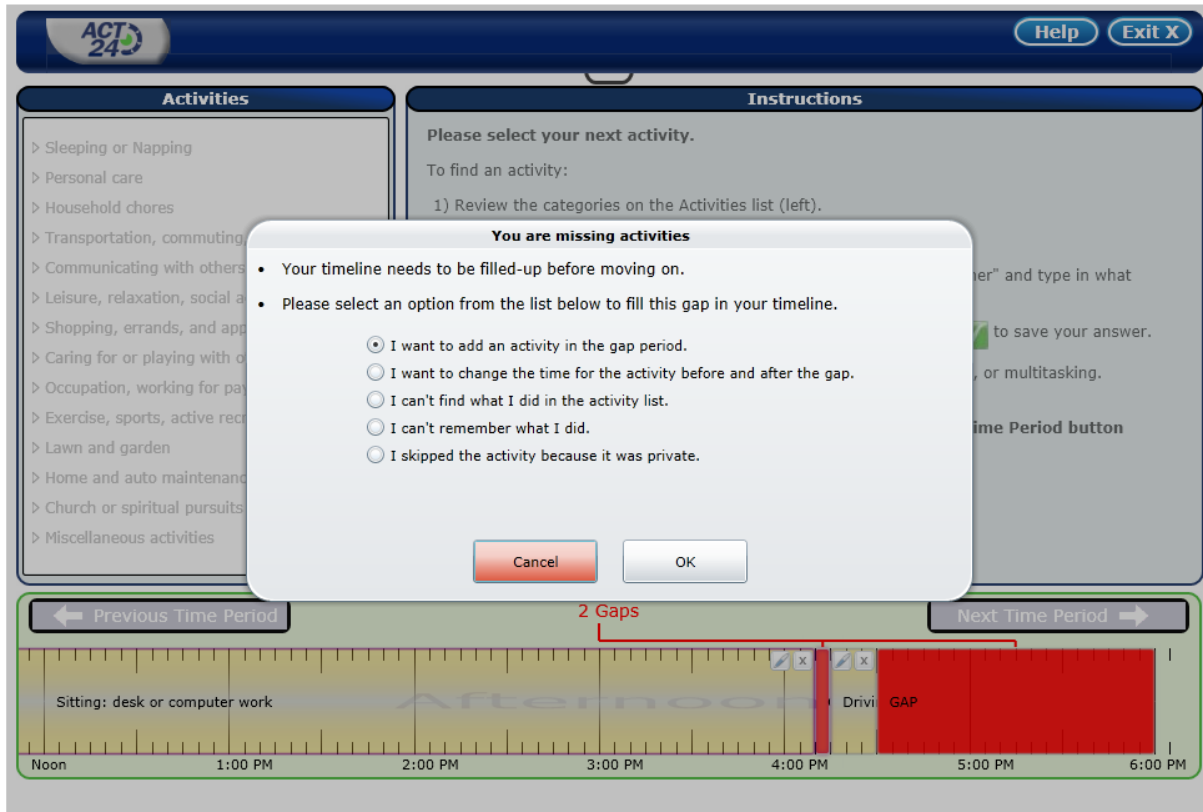 ACT
24
Help
Exit X
Activities
Instructions
Sleeping or Napping
Personal care
Household chores
Transportation, commuting,
Communicating with others
Leisure, relaxation, social a
Shopping, errands, and app
Caring for or playing with o
Occupation, working for pay
Exercise, sports, active recr
Lawn and garden
Home and auto maintenanc
Church or spiritual pursuits
Miscellaneous activities
Please select your next activity.
To find an activity:
1) Review the categories on the Activities list (left).
her" and type in what
to save your answer.
, or multitasking.
ime Period button
You are missing activities
• Your timeline needs to be filled-up before moving on.
• Please select an option from the list below to fill this gap in your timeline.
I want to add an activity in the gap period.
I want to change the time for the activity before and after the gap.
I can't find what I did in the activity list.
I can't remember what I did.
I skipped the activity because it was private.
Cancel
OK
Previous Time Period
2 Gaps
Next Time Period
Afternoon
Sitting: desk or computer work
Drivi
GAP
Noon
1:00 PM
2:00 PM
3:00 PM
4:00 PM
5:00 PM
6:00 PM